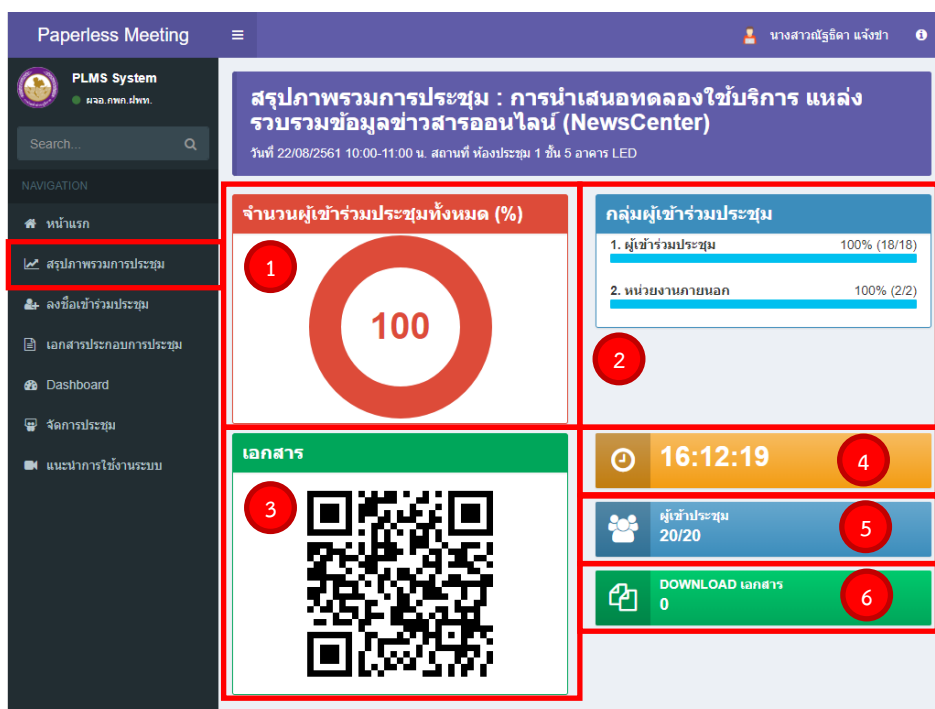 Paperless Meeting
นางสาวณัฐธิดา แจ้งขำ
PLMS System
ผจอ.กพก.ฝพท.
Search...
NAVIGATION
หน้าแรก
สรุปภาพรวมการประชุม
ลงชื่อเข้าร่วมประชุม
เอกสารประกอบการประชุม
Dashboard
จัดการประชุม
แนะนำการใช้งานระบบ
สรุปภาพรวมการประชุม : การนำเสนอทดลองใช้บริการ แหล่ง
รวบรวมข้อมูลข่าวสารออนไลน์ (NewsCenter)
วันที่ 22/08/2561 10:00-11:00 น. สถานที่ ห้องประชุม 1 ชั้น 5 อาคาร LED
จำนวนผู้เข้าร่วมประชุมทั้งหมด (%)
1
100
กลุ่มผู้เข้าร่วมประชุม
1. ผู้เข้าร่วมประชุม 100% (18/18)
2. หน่วยงานภายนอก 100% (2/2)
2
เอกสาร
3
16:12:19
4
ผู้เข้าประชุม
20/20
5
DOWNLOAD เอกสาร
0
6